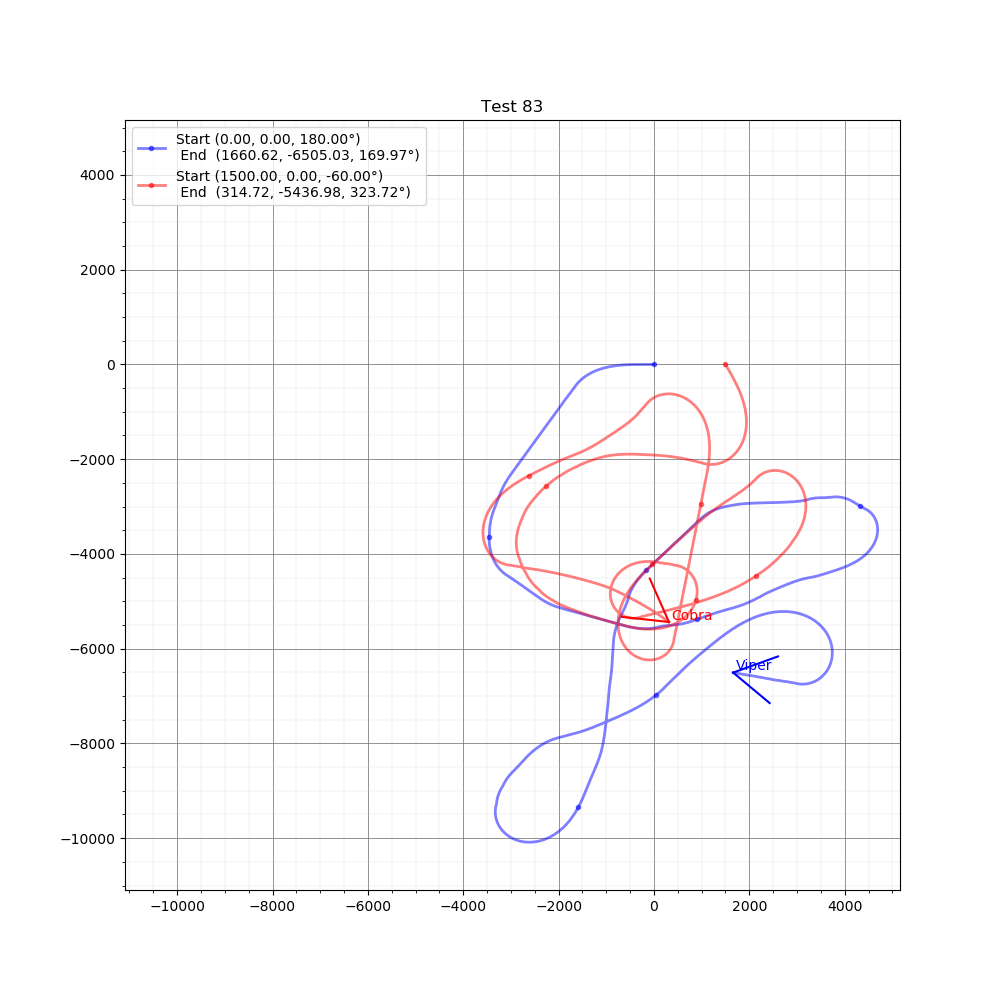 Test 83
Start (0.00, 0.00, 180.00°)
End (1660.62, -6505.03, 169.97°)
Start (1500.00, 0.00, -60.00°)
End (314.72, -5436.98, 323.72°)
4000
2000
0
−2000
−4000
−6000
−8000
−10000
Cobra
Viper
−10000 −8000 −6000 −4000 −2000 0 2000 4000